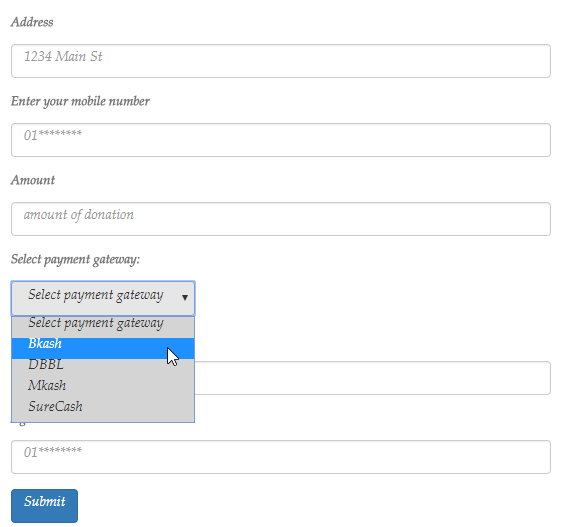 Address
1234 Main St
Enter your mobile number
01********
Amount
amount of donation
Select payment gateway:
Select payment gateway
Select payment gateway
Bkash
DBBL
Mkash
SureCash
01********
Submit